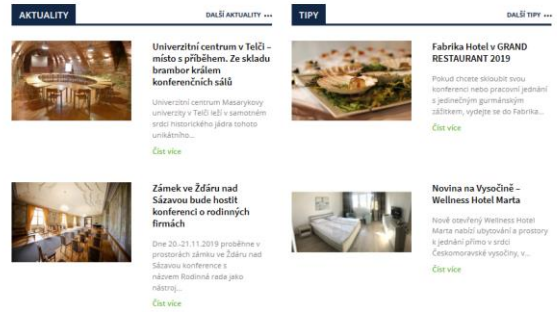 AKTUALITY
DALŠÍ AKTUALITY •••
Univerzitní centrum v Telči –
místo s příběhem. Ze skladu
brambor králem
konferenčních sálů
Univerzitní centrum Masarykovy
univerzity v Telči leží v samotném
srdci historického jádra tohoto
unikátního...
Číst více
Zámek ve Žďáru nad
Sázavou bude hostit
konferenci o rodinných
firmách
Dne 20.-21.11.2019 proběhne v
prostorách zámku ve Žďáru nad
Sázavou konference s
názvem Rodinná rada jako
nástroj...
Číst více
TIPY
DALŠÍ TIPY •••
Fabrika Hotel v GRAND
RESTAURANT 2019
Pokud chcete skloubit svou
konferenci nebo pracovní jednání
s jedinečným gurmánským
zážitkem, vydejte se do Fabrika...
Číst více
Novina na Vysočině –
Wellness Hotel Marta
Nově otevřený Wellness Hotel
Marta nabízí ubytování a prostory
k jednání přímo v srdci
Českomoravské vysočiny, v...
Číst více